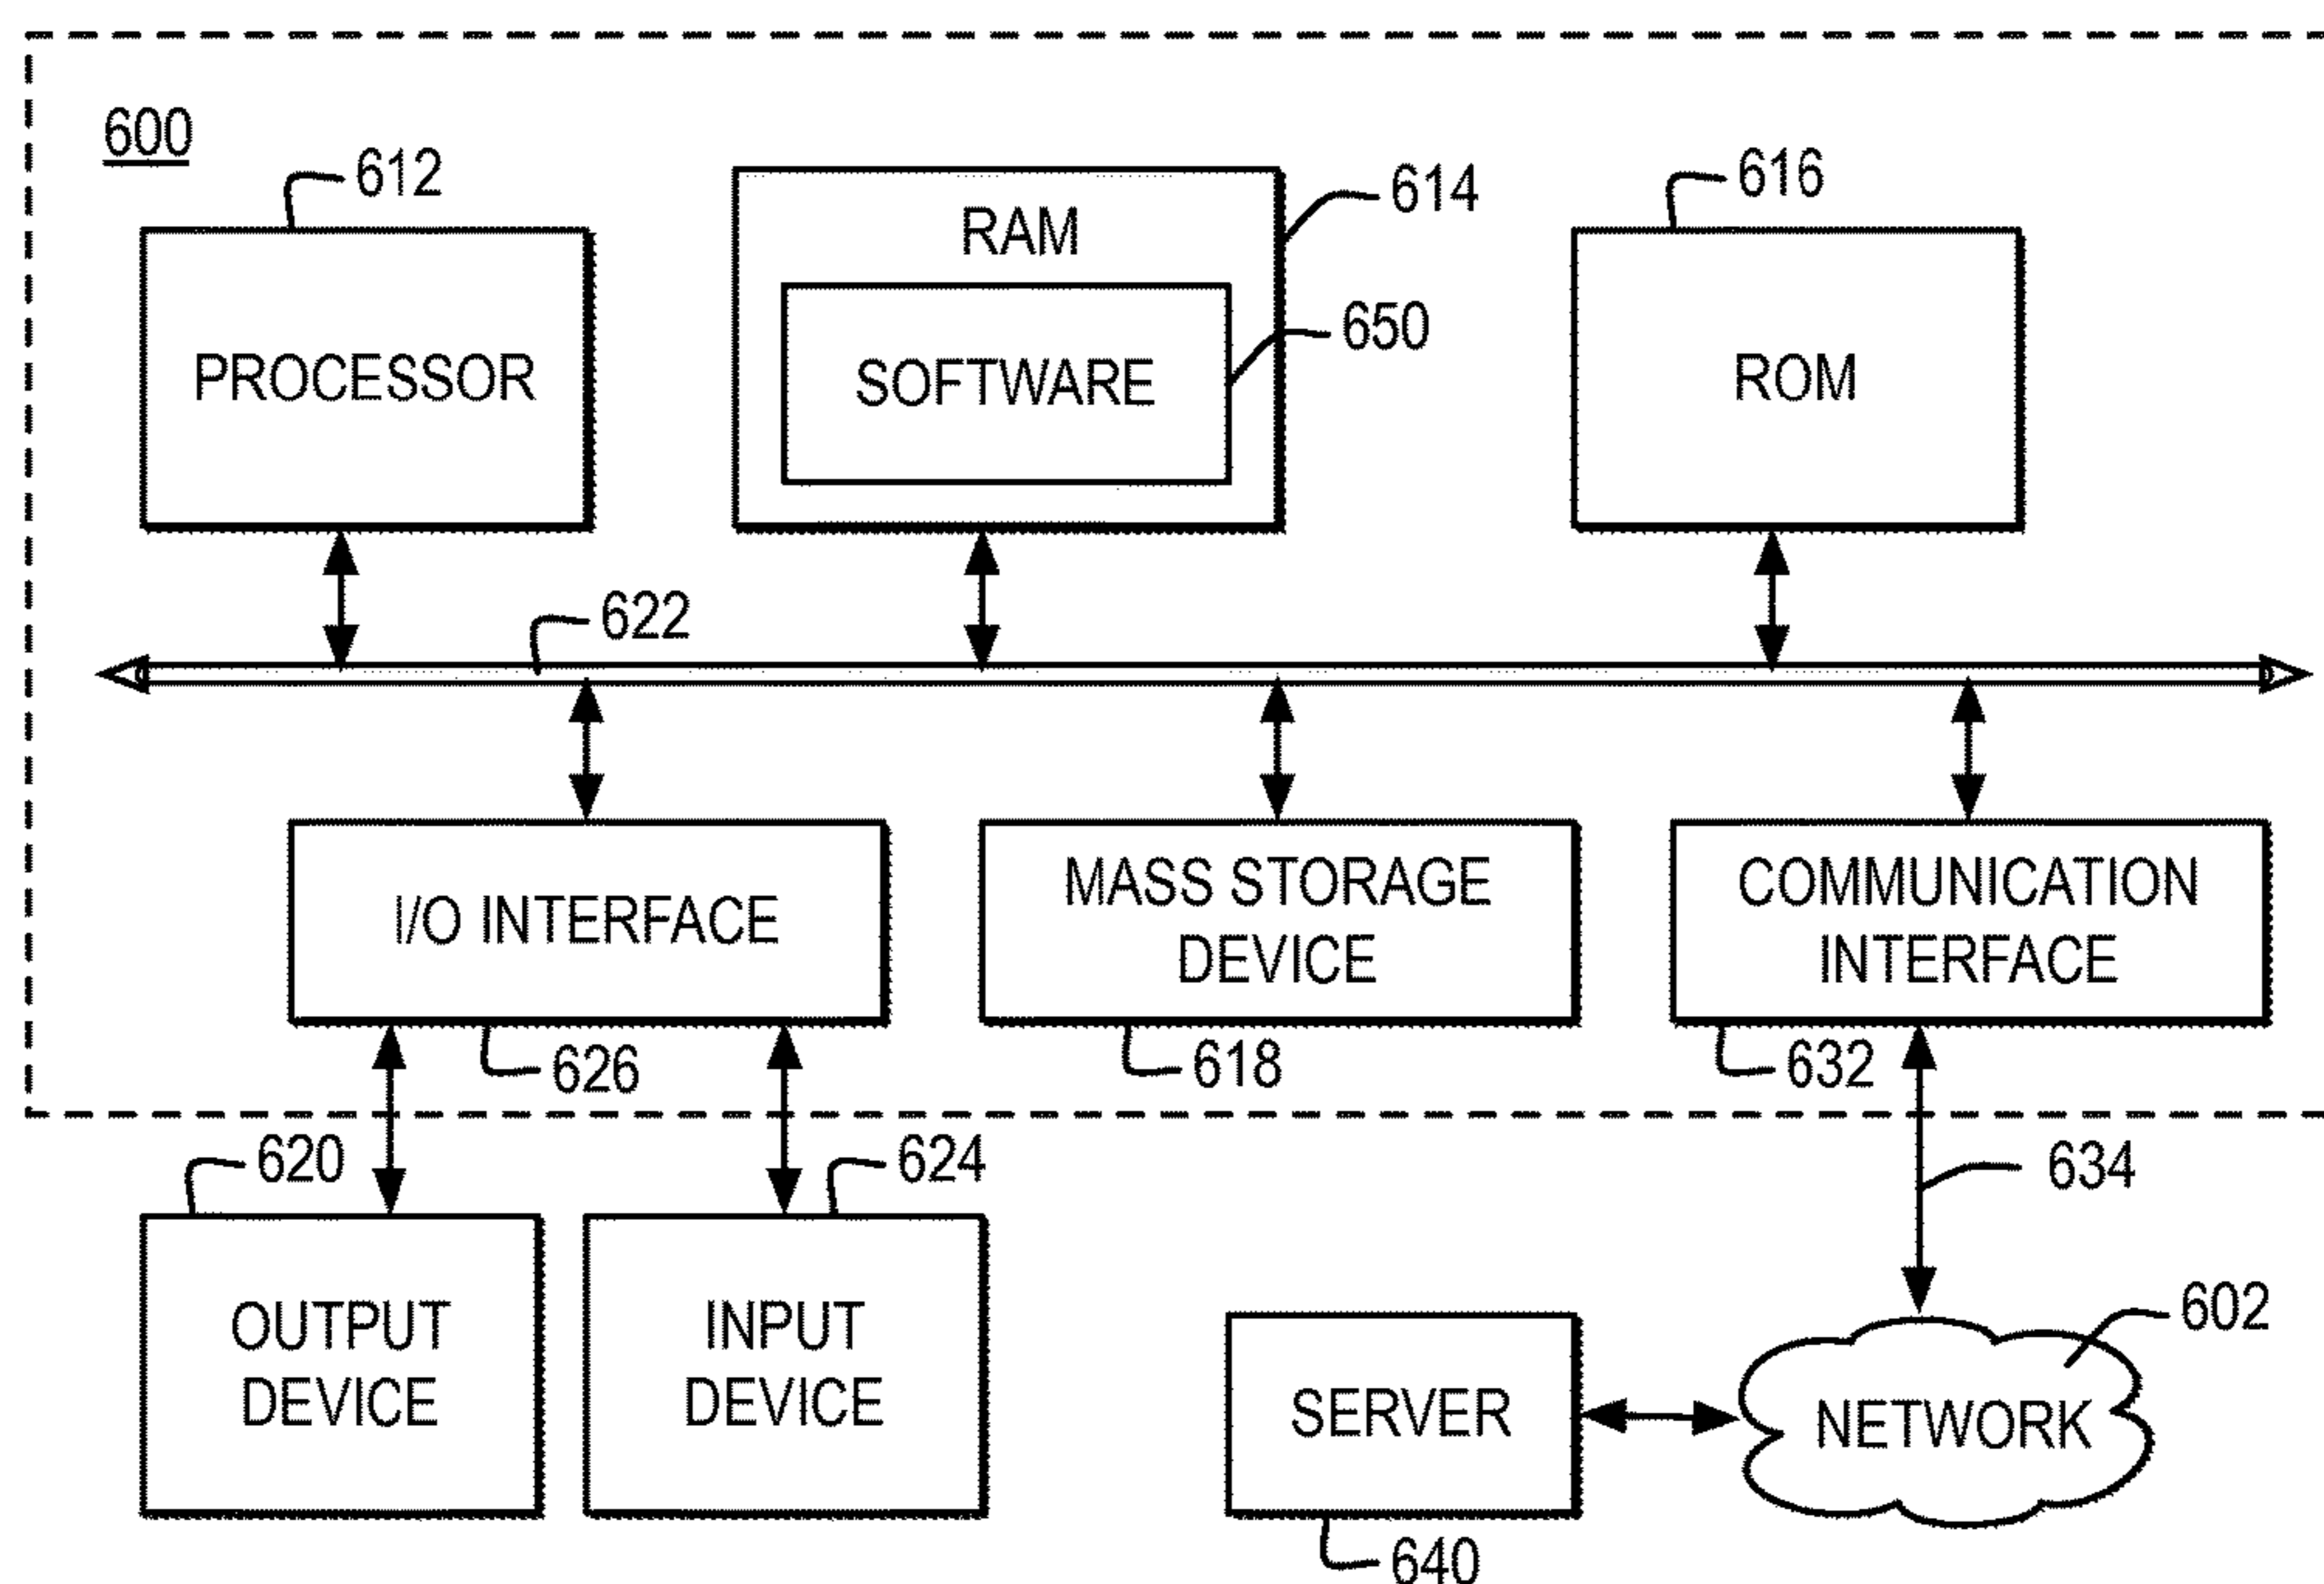 600
612
614
616
RAM
650
PROCESSOR
SOFTWARE
ROM
622
I/O INTERFACE
MASS STORAGE
DEVICE
COMMUNICATION
INTERFACE
626
618
632
620
624
634
OUTPUT
DEVICE
INPUT
DEVICE
602
SERVER
NETWORK
640